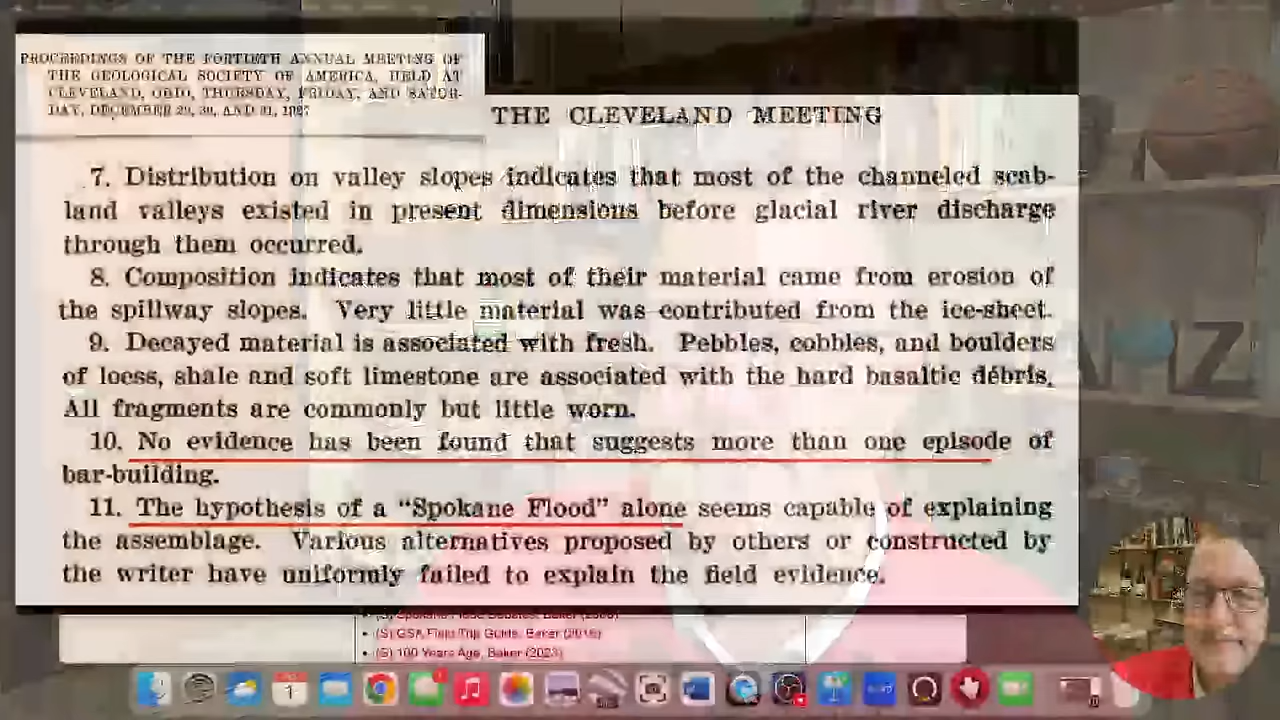 PROCEEDINGS OF THE FORTIETH ANNUAL MEETING OF
THE GEOLOGICAL SOCIETY OF AMERICA, HELD AT
CLEVELAND, OHIO, THURSDAY, FRIDAY, AND SATUR-
DAY, DECEMBER 29, 30, AND 31, 1927
THE CLEVELAND MEETING
7. Distribution on valley slopes indicates that most of the channeled scab-
land valleys existed in present dimensions before glacial river discharge
through them occurred.
8. Composition indicates that most of their material came from erosion of
the spillway slopes. Very little material was contributed from the ice-sheet.
9. Decayed material is associated with fresh. Pebbles, cobbles, and boulders
of loess, shale and soft limestone are associated with the hard basaltic débris.
All fragments are commonly but little worn.
10. No evidence has been found that suggests more than one episode of
bar-building.
11. The hypothesis of a “Spokane Flood” alone seems capable of explaining
the assemblage. Various alternatives proposed by others or constructed by
the writer have uniformly failed to explain the field evidence.
(S) Spokane Flood Debates, Baker
• (S) GSA Field Trip Guide, Baker (2016)
• (S) 100 Years Ago, Baker (2023)
1